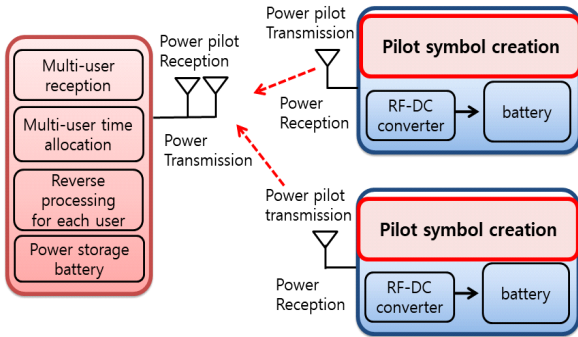 Multi-user
reception
Multi-user time
allocation
Reverse
processing
for each user
Power storage
battery
Power pilot
Reception
Power
Transmission
Power pilot
Transmission
Power
Reception
Pilot symbol creation
RF-DC
converter
battery
Power pilot
transmission
Power
Reception
Pilot symbol creation
RF-DC
converter
battery